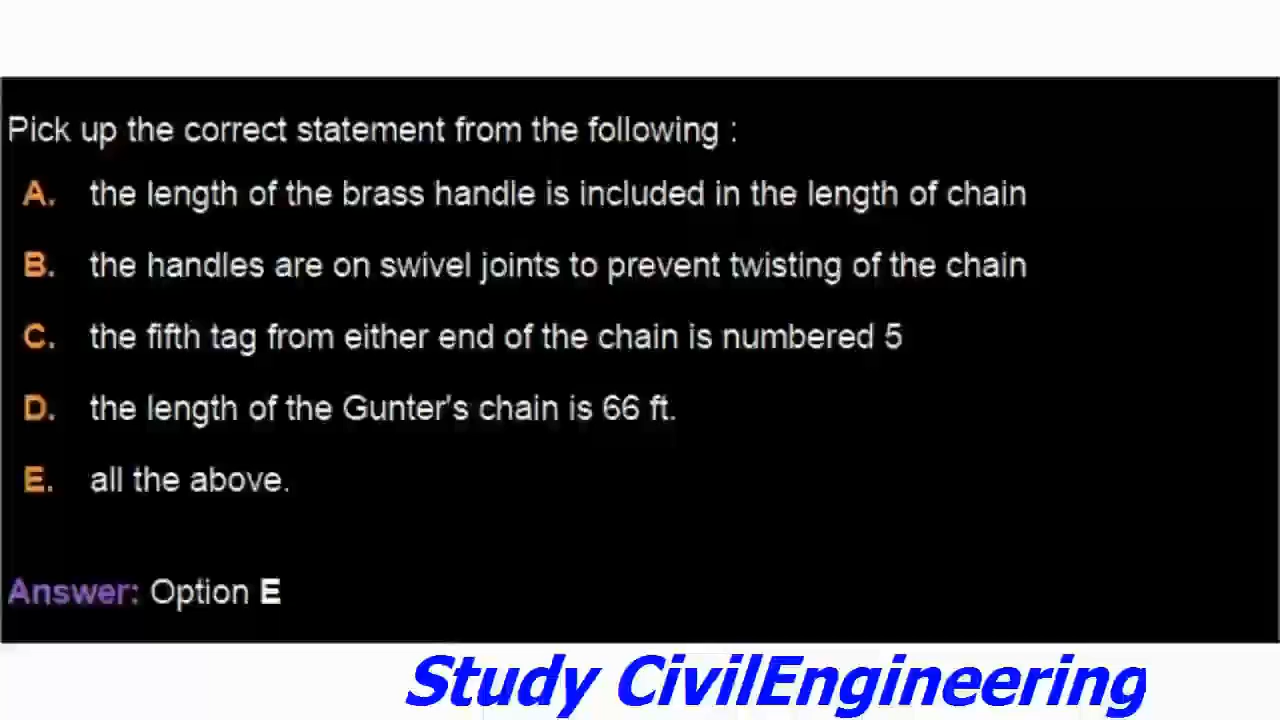 Pick up the correct statement from the following :
A. the length of the brass handle is included in the length of chain
B. the handles are on swivel joints to prevent twisting of the chain
C. the fifth tag from either end of the chain is numbered 5
D. the length of the Gunter's chain is 66 ft.
E. all the above.
Answer: Option E
Study CivilEngineering